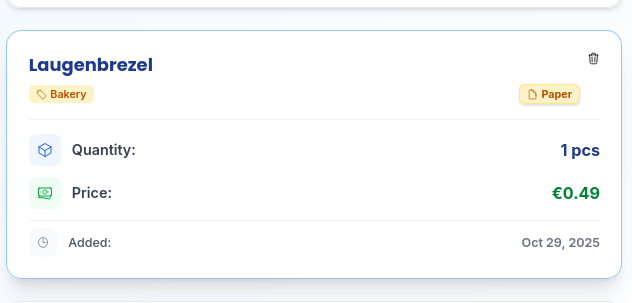 Laugenbrezel
Bakery
Paper
Quantity: 1 pcs
Price: €0.49
Added: Oct 29, 2025